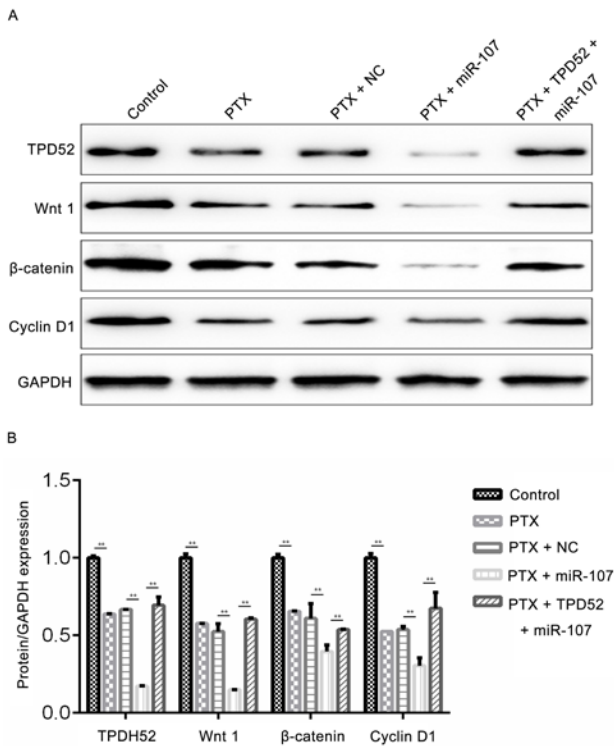 A
Control
PTX
PTX + NC
PTX + miR-107
PTX + TPD52 +
miR-107
TPD52
Wnt 1
β-catenin
Cyclin D1
GAPDH
B
Protein/GAPDH expression
1.5
1.0
0.5
0.0
** ** **
** ** **
** ** **
** ** **
TPDH52
Wnt 1
β-catenin
Cyclin D1
Control
PTX
PTX + NC
PTX + miR-107
PTX + TPD52
+ miR-107